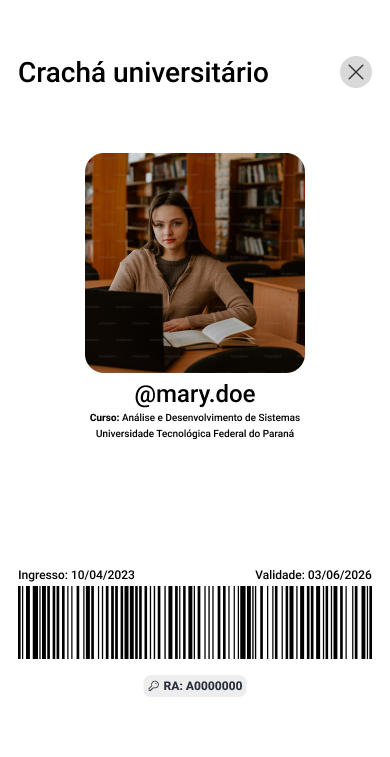 Crachá universitário
@mary.doe
Curso: Análise e Desenvolvimento de Sistemas
Universidade Tecnológica Federal do Paraná
Ingresso: 10/04/2023 Validade: 03/06/2026
RA: A0000000